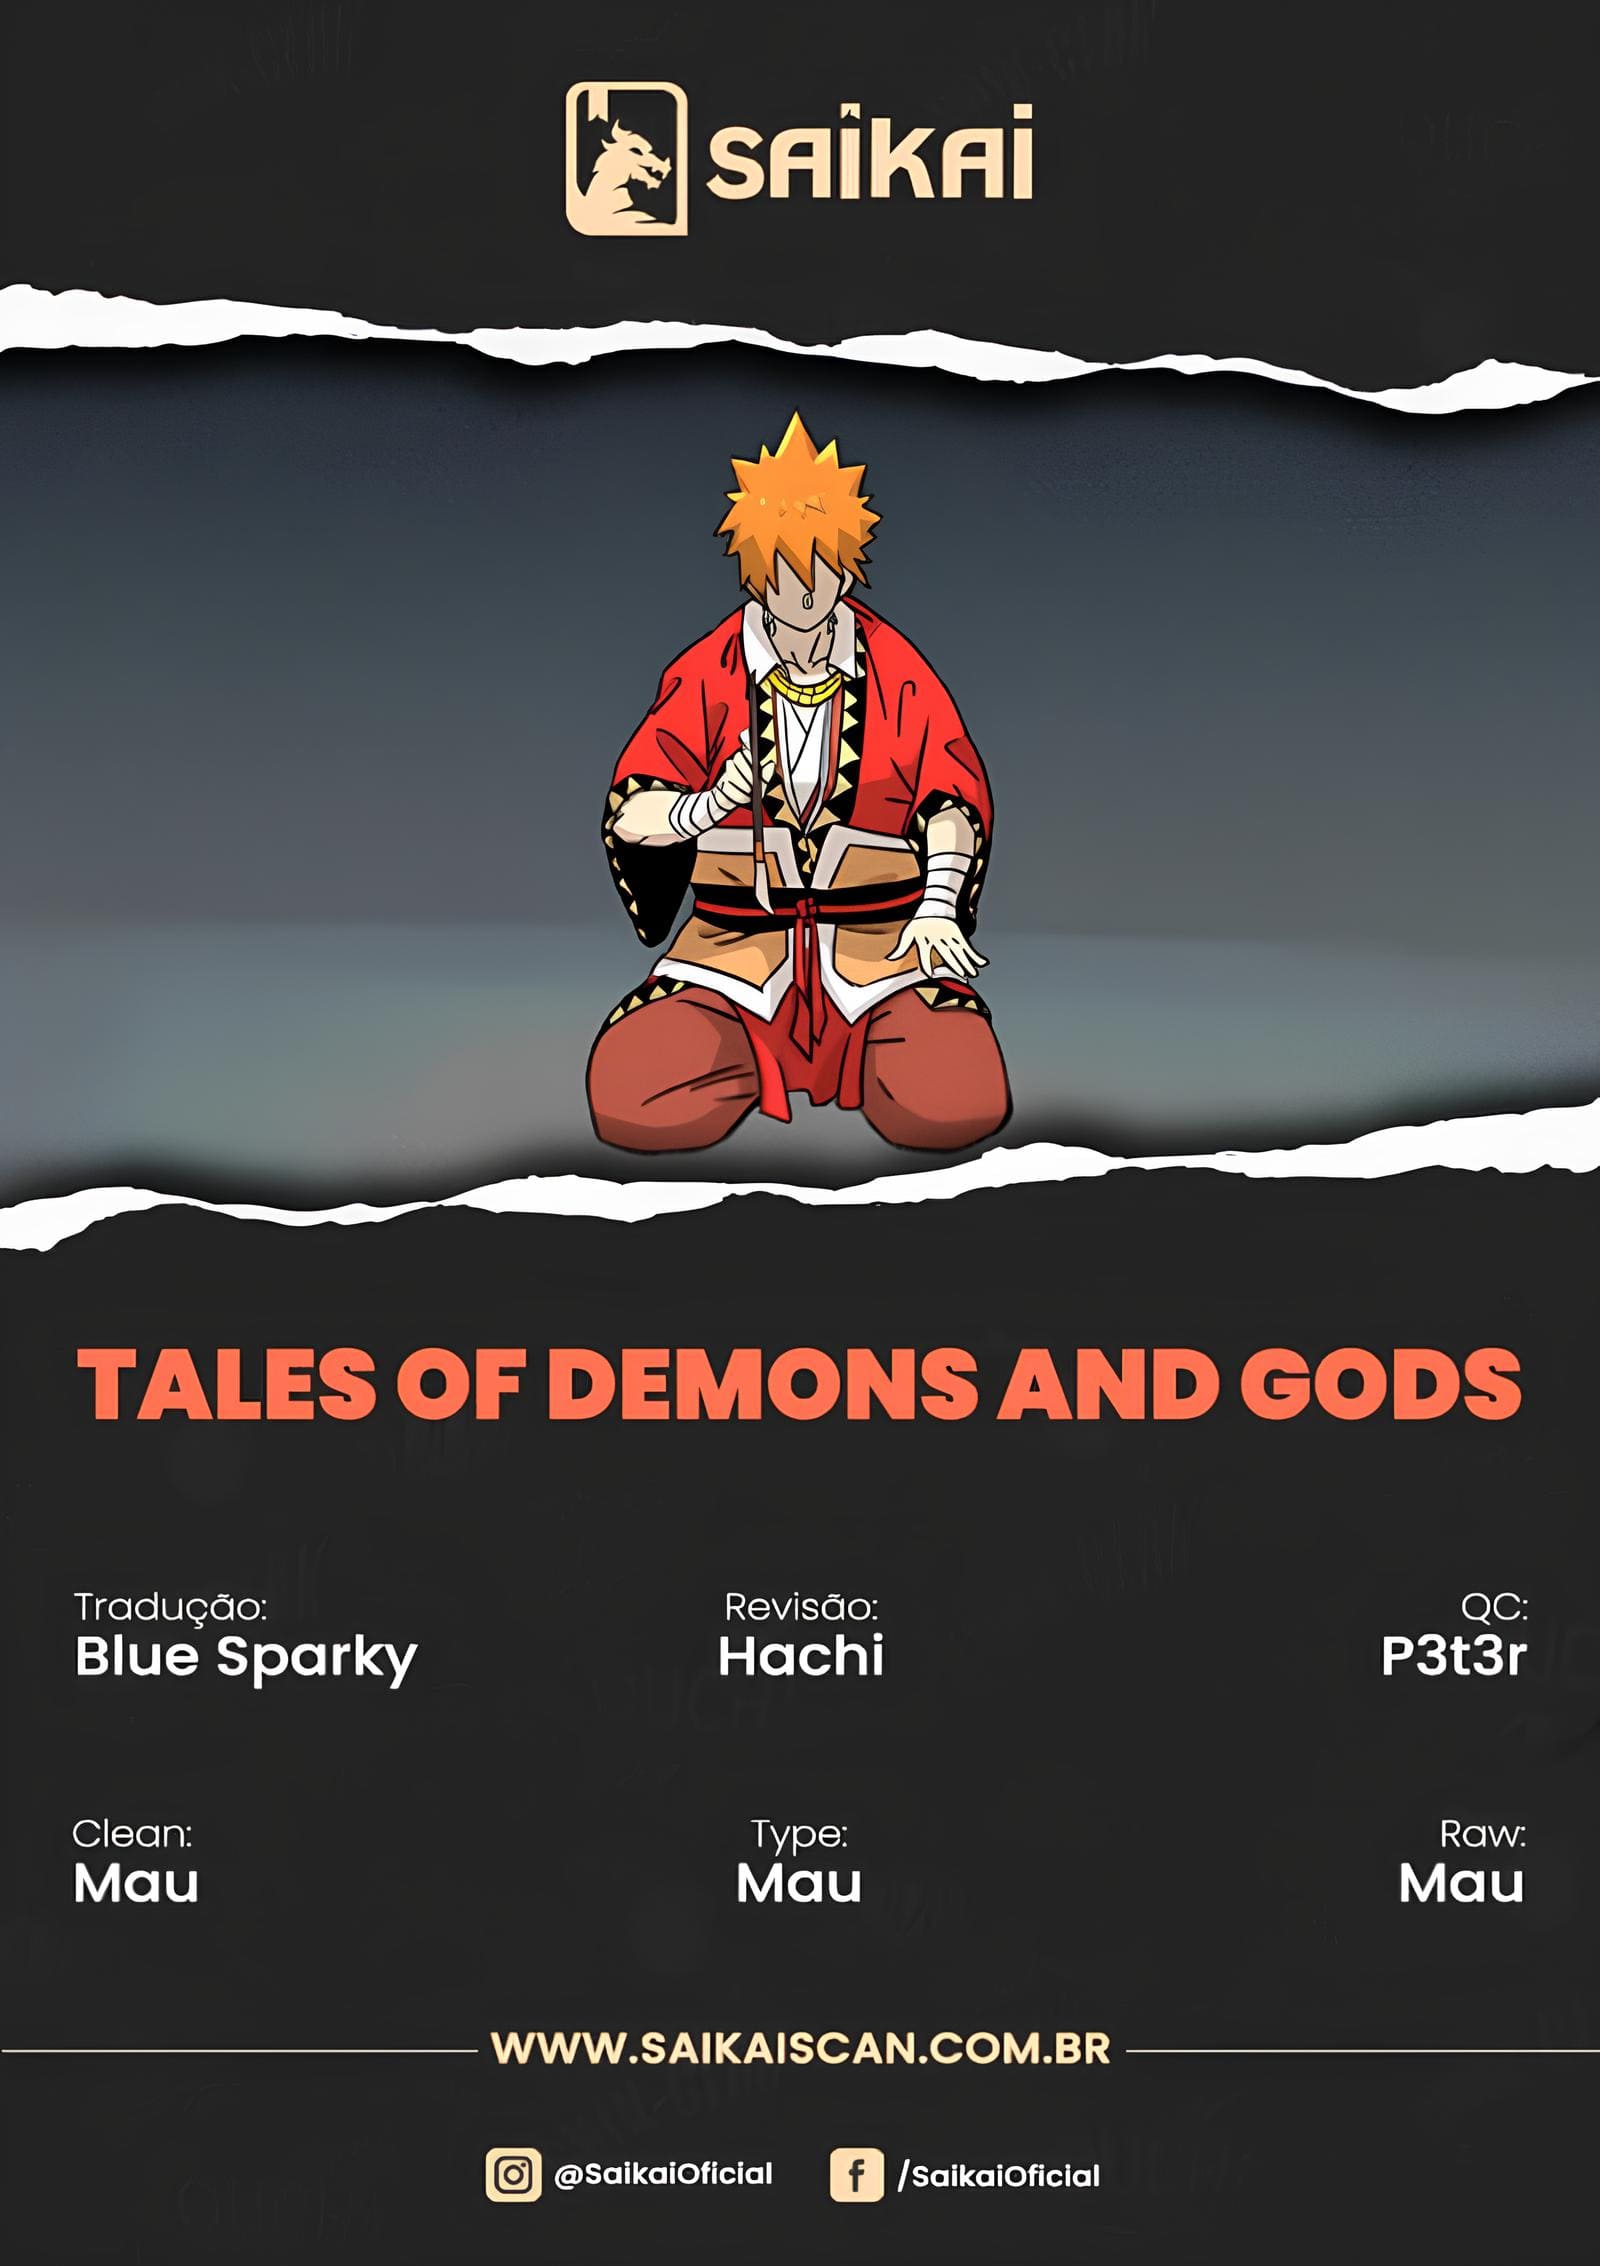 SAIKAI
TALES OF DEMONS AND GODS
Tradução:
Blue Sparky
Revisão:
Hachi
QC:
P3t3r
Clean:
Mau
Type:
Mau
Raw:
Mau
WWW.SAIKAISCAN.COM.BR
@SaikaiOficial
/SaikaiOficial